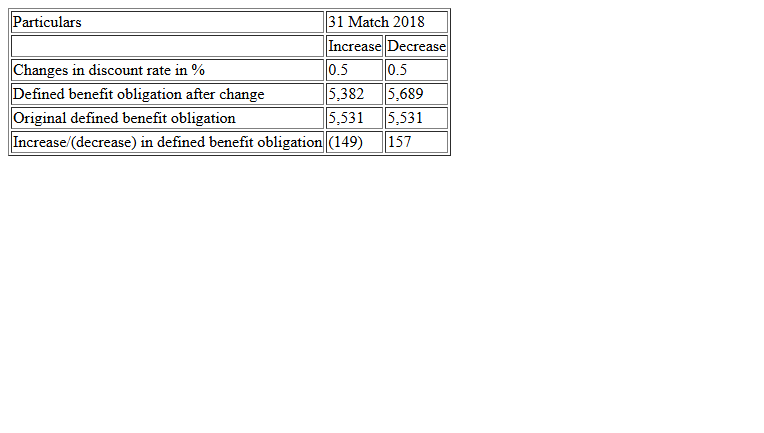 Particulars 31 Match 2018
Increase Decrease
Changes in discount rate in % 0.5 0.5
Defined benefit obligation after change 5,382 5,689
Original defined benefit obligation 5,531 5,531
Increase/(decrease) in defined benefit obligation (149) 157